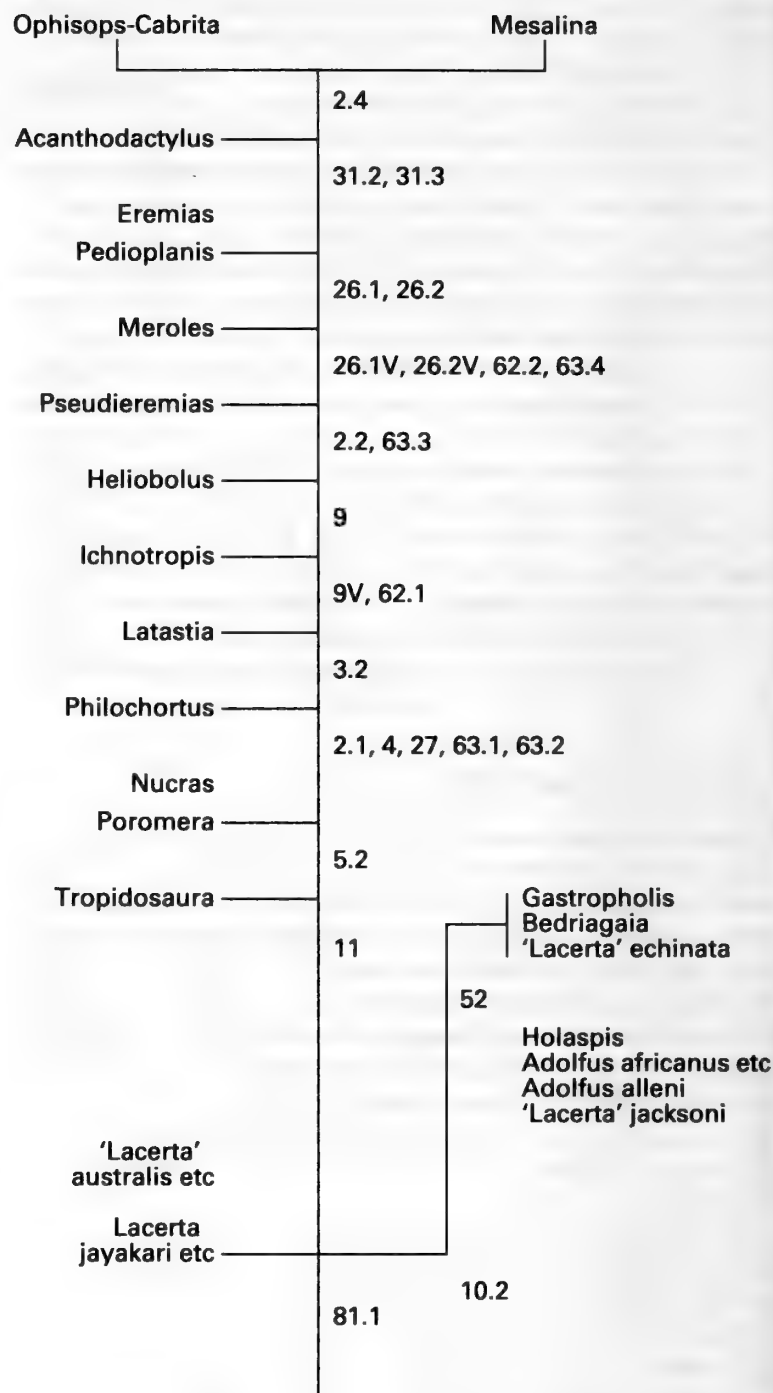 Ophisops-Cabrita
Mesalina
2.4
Acanthodactylus
31.2, 31.3
Eremias
Pedioplanis
26.1, 26.2
Meroles
26.1V, 26.2V, 62.2, 63.4
Pseudieremias
2.2, 63.3
Heliobolus
9
Ichnotropis
9V, 62.1
Latastia
3.2
Philochortus
2.1, 4, 27, 63.1, 63.2
Nucras
Poromera
5.2
Tropidosaura
Gastropholis
Bedriagaia
'Lacerta' echinata
11
52
Holaspis
Adolfus africanus etc
Adolfus alleni
'Lacerta' jacksoni
'Lacerta'
australis etc
Lacerta
jayakari etc
10.2
81.1